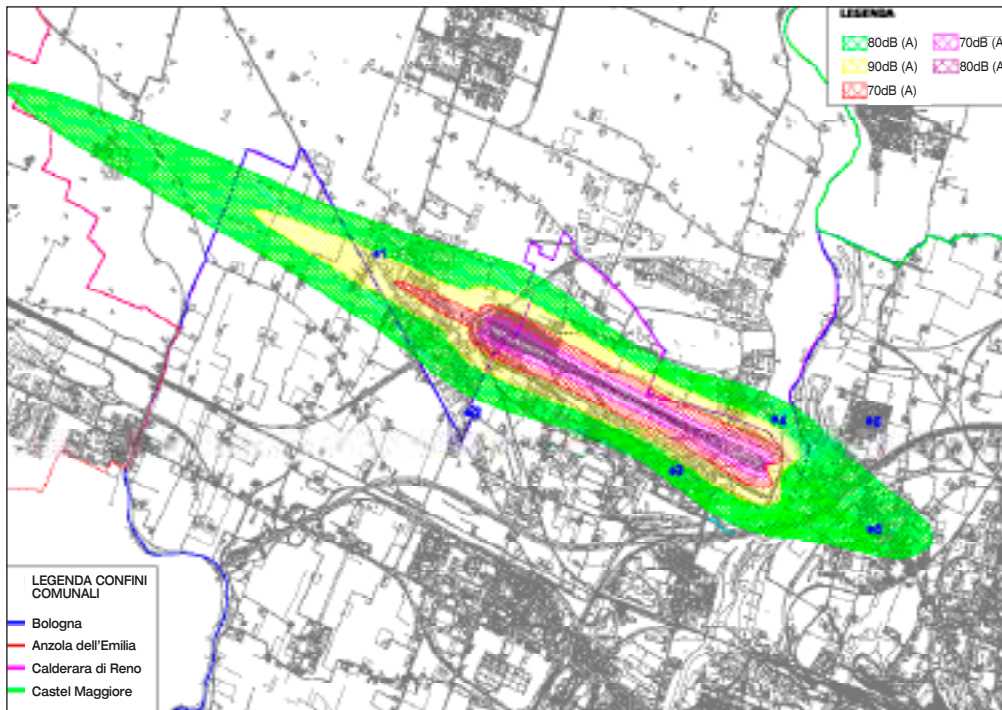 LEGENDA
80dB (A) 70dB (A)
90dB (A) 80dB (A
70dB (A)
LEGENDA CONFINI
COMUNALI
Bologna
Anzola dell'Emilia
Calderara di Reno
Castel Maggiore